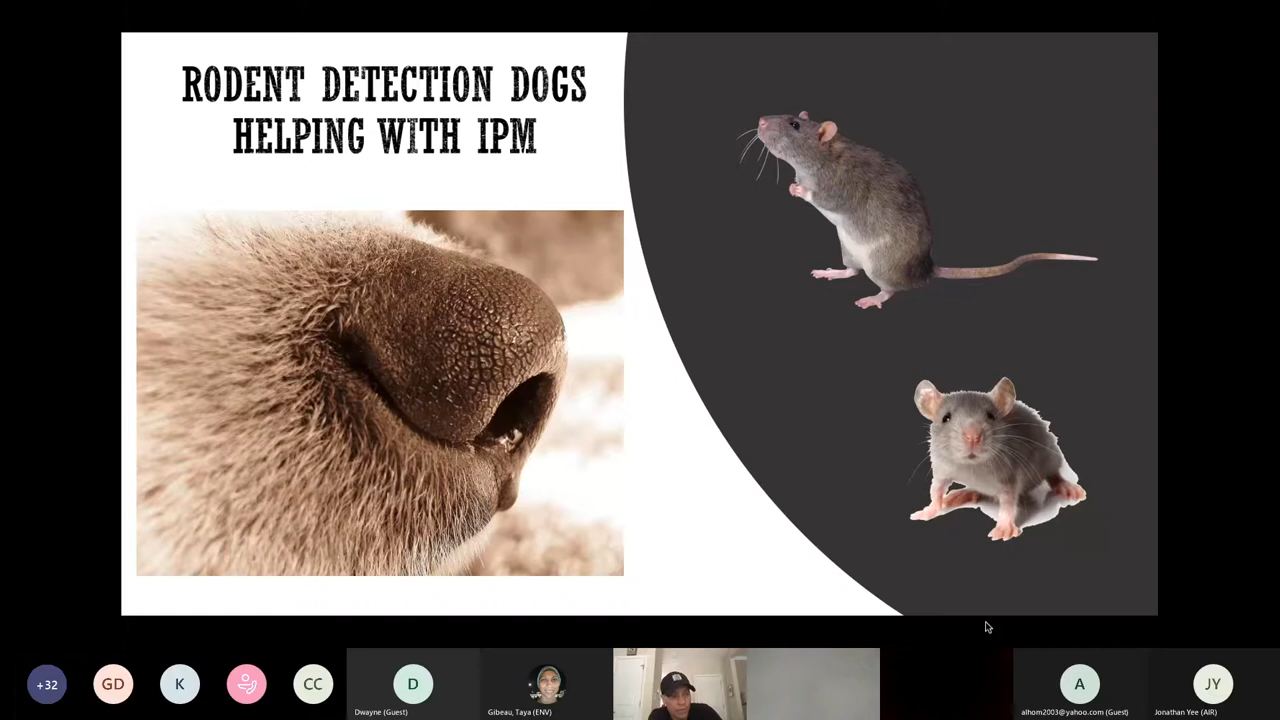 RODENT DETECTION DOGS
HELPING WITH IPM
+32
GD
K
CC
D
Dwayne (Guest)
Gibeau, Taya (ENV)
A
alhom2003@yahoo.com (Guest)
JY
Jonathan Yee (AIR)